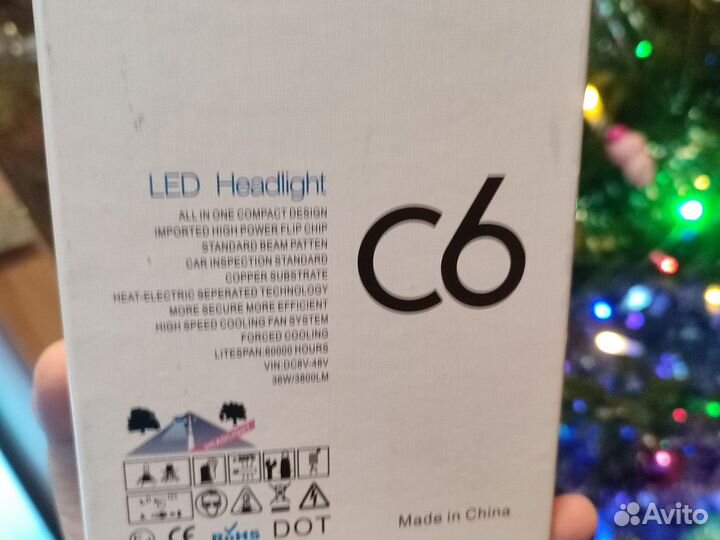 LED Headlight
ALL IN ONE COMPACT DESIGN
IMPORTED HIGH POWER FLIP CHIP
STANDARD BEAM PATTEN
CAR INSPECTION STANDARD
COPPER SUBSTRATE
HEAT-ELECTRIC SEPERATED TECHNOLOGY
MORE SECURE MORE EFFICIENT
HIGH SPEED COOLING FAN SYSTEM
FORCED COOLING
LITESPAN:60000 HOURS
VIN:DC8V-48V
36W/3800LM
C6
HEADLIGHT
CE RoHS DOT
Made in China
Avito